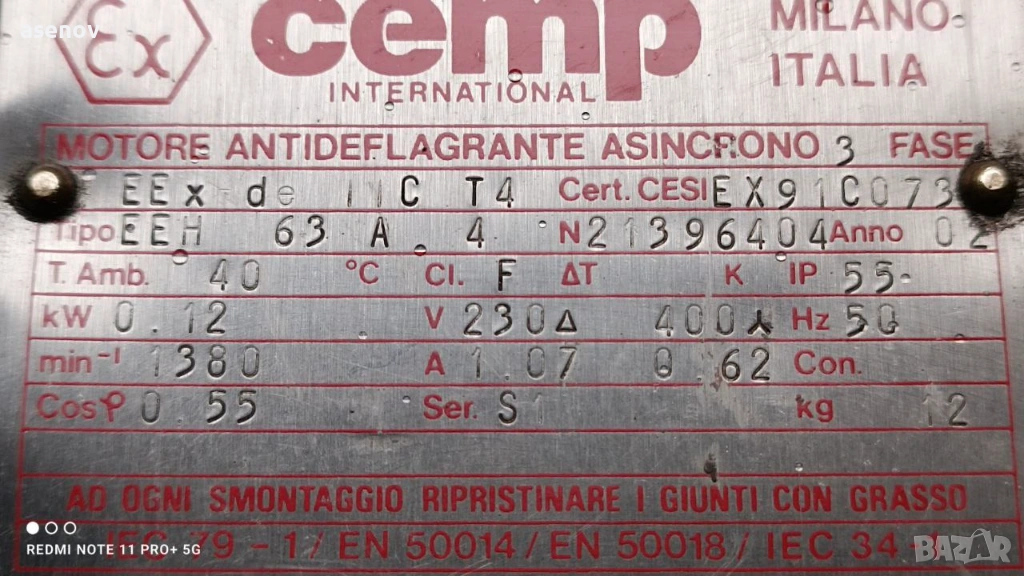 asenov
Ex
cemp
INTERNATIONAL
MILANO-
ITALIA
MOTORE ANTIDEFLAGRANTE ASINCRONO 3 FASE
EEx-de IIC T4 Cert. CESI EX91C073
Tipo EEH 63 A 4 N 21396404 Anno 02
T. Amb. 40 °C Cl. F ΔT K IP 55-
kW 0.12 V 230 Δ 400 Y Hz 50
min-1 1380 A 1.07 0.62 Con.
Cosφ 0.55 Ser. S1 kg 12
AD OGNI SMONTAGGIO RIPRISTINARE I GIUNTI CON GRASSO
IEC 79 - 1 / EN 50014 / EN 50018 / IEC 34 -
REDMI NOTE 11 PRO+ 5G
BAZAR